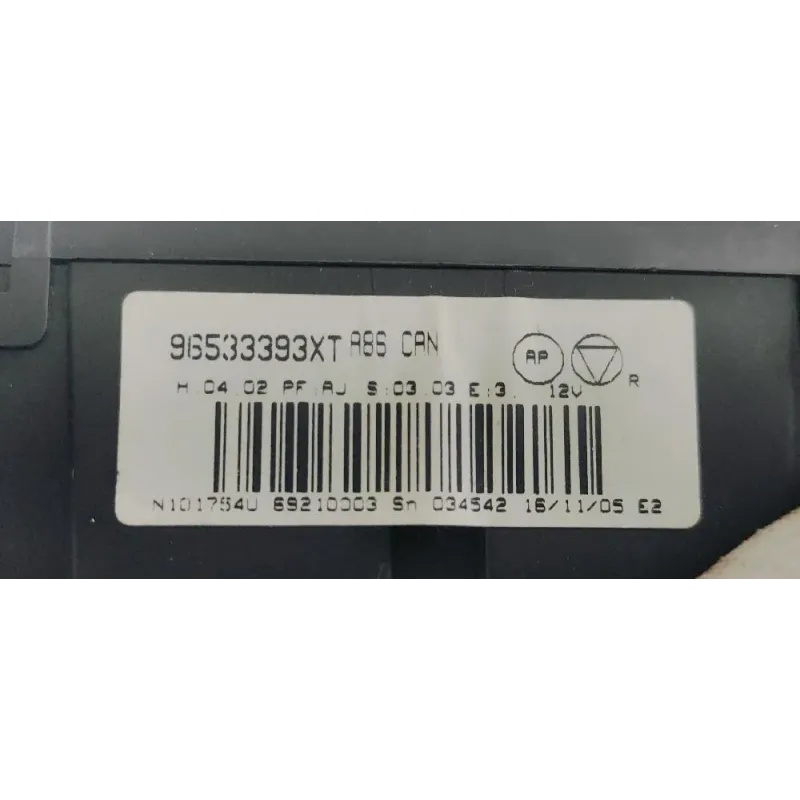 96533393XT A86 CAN AP
H 04.02 PF:AJ S:03.03 E:3. 12V R
N101754U 69210003 Sn 034542 16/11/05 E2